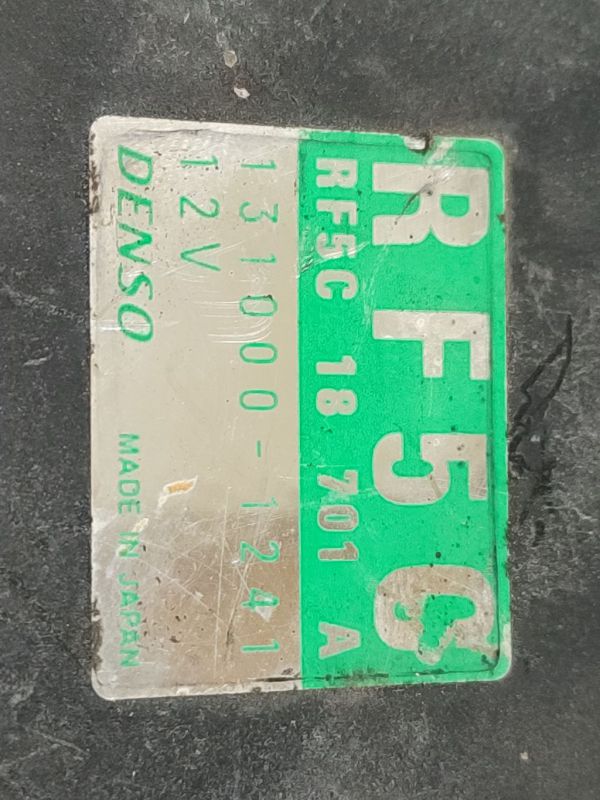 RF5C
RF5C 18 701 A
131000-1241
12V
DENSO MADE IN JAPAN